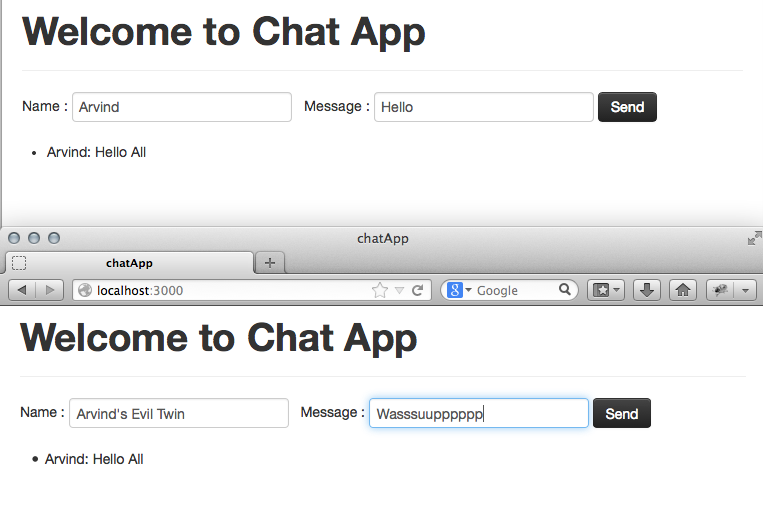 Welcome to Chat App
Name : Arvind Message : Hello Send
Arvind: Hello All
chatApp
chatApp
localhost:3000 Google
Welcome to Chat App
Name : Arvind's Evil Twin Message : Wasssuupppppp Send
Arvind: Hello All